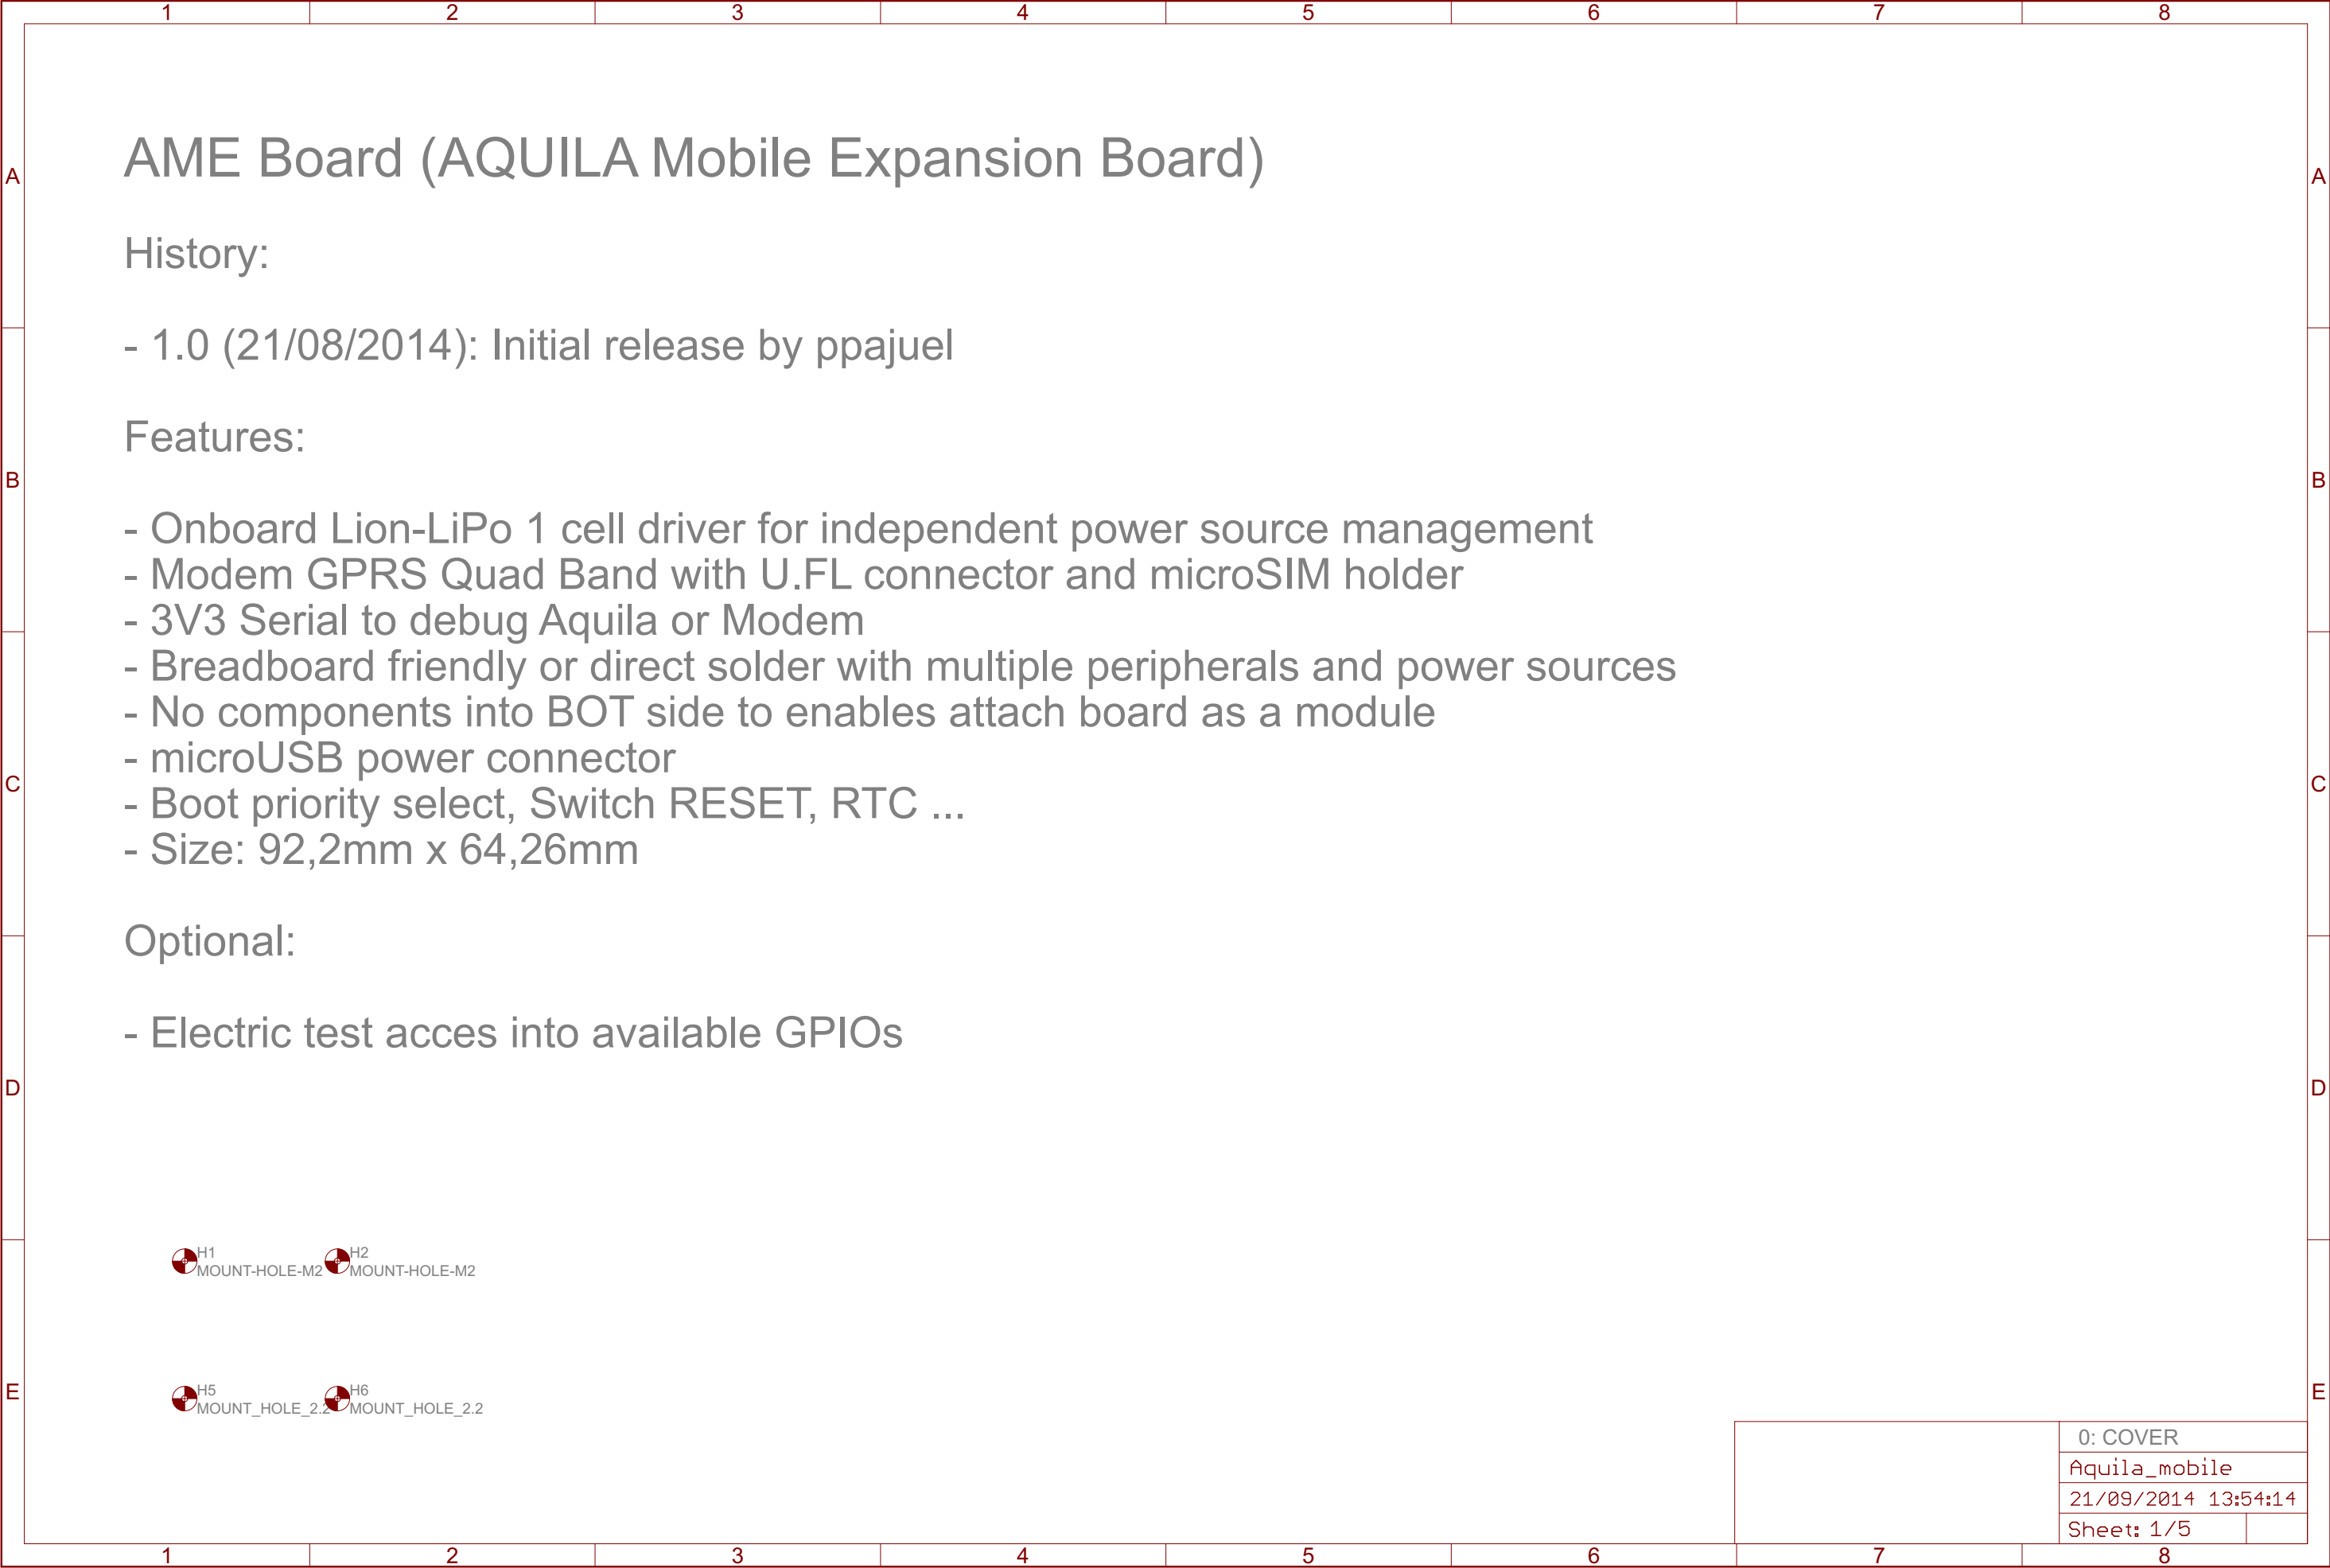 1 2 3 4 5 6 7 8
A A
AME Board (AQUILA Mobile Expansion Board)
History:
- 1.0 (21/08/2014): Initial release by ppajuel
Features:
B B
- Onboard Lion-LiPo 1 cell driver for independent power source management
- Modem GPRS Quad Band with U.FL connector and microSIM holder
- 3V3 Serial to debug Aquila or Modem
- Breadboard friendly or direct solder with multiple peripherals and power sources
- No components into BOT side to enables attach board as a module
- microUSB power connector
C C
- Boot priority select, Switch RESET, RTC ...
- Size: 92,2mm x 64,26mm
Optional:
- Electric test acces into available GPIOs
D D
H1 H2
MOUNT-HOLE-M2 MOUNT-HOLE-M2
E E
H5 H6
MOUNT_HOLE_2.2 MOUNT_HOLE_2.2
0: COVER
Aquila_mobile
21/09/2014 13:54:14
Sheet: 1/5
1 2 3 4 5 6 7 8